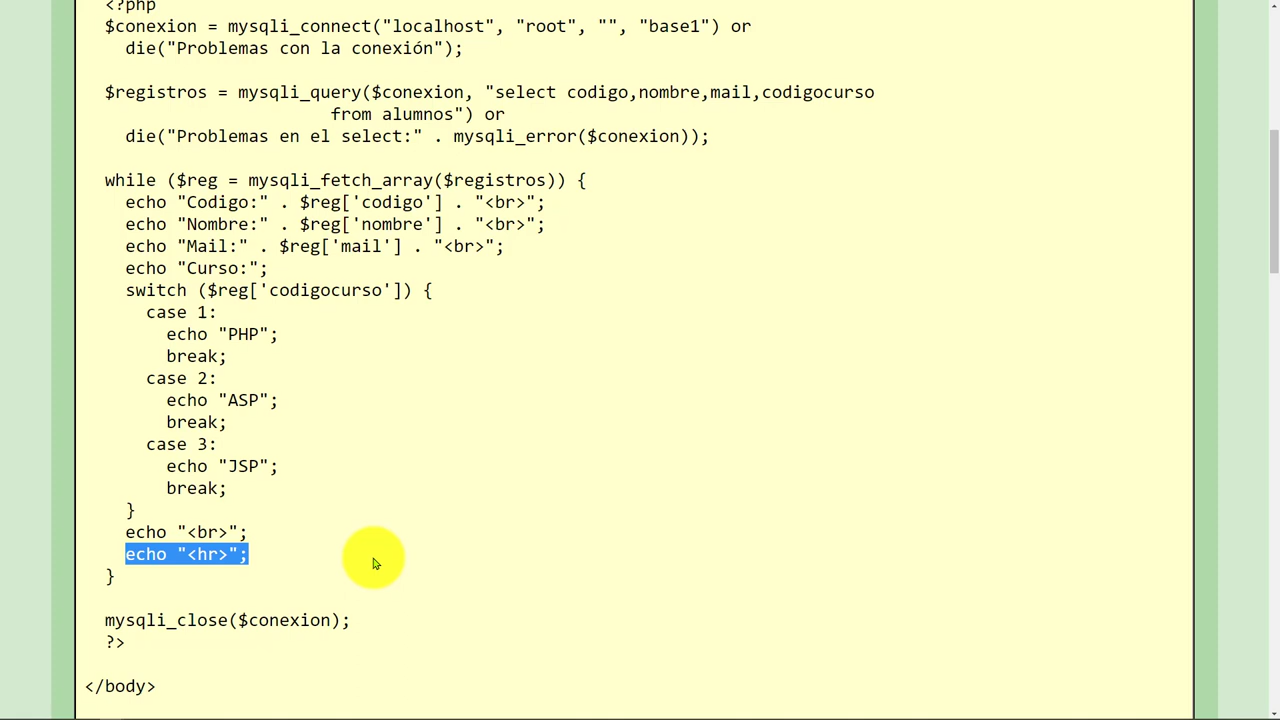 <?php
$conexion = mysqli_connect("localhost", "root", "", "base1") or
die("Problemas con la conexión");
$registros = mysqli_query($conexion, "select codigo,nombre,mail,codigocurso
from alumnos") or
die("Problemas en el select:" . mysqli_error($conexion));
while ($reg = mysqli_fetch_array($registros)) {
echo "Codigo:" . $reg['codigo'] . "<br>";
echo "Nombre:" . $reg['nombre'] . "<br>";
echo "Mail:" . $reg['mail'] . "<br>";
echo "Curso:";
switch ($reg['codigocurso']) {
case 1:
echo "PHP";
break;
case 2:
echo "ASP";
break;
case 3:
echo "JSP";
break;
}
echo "<br>";
echo "<hr>";
}
mysqli_close($conexion);
?>
</body>